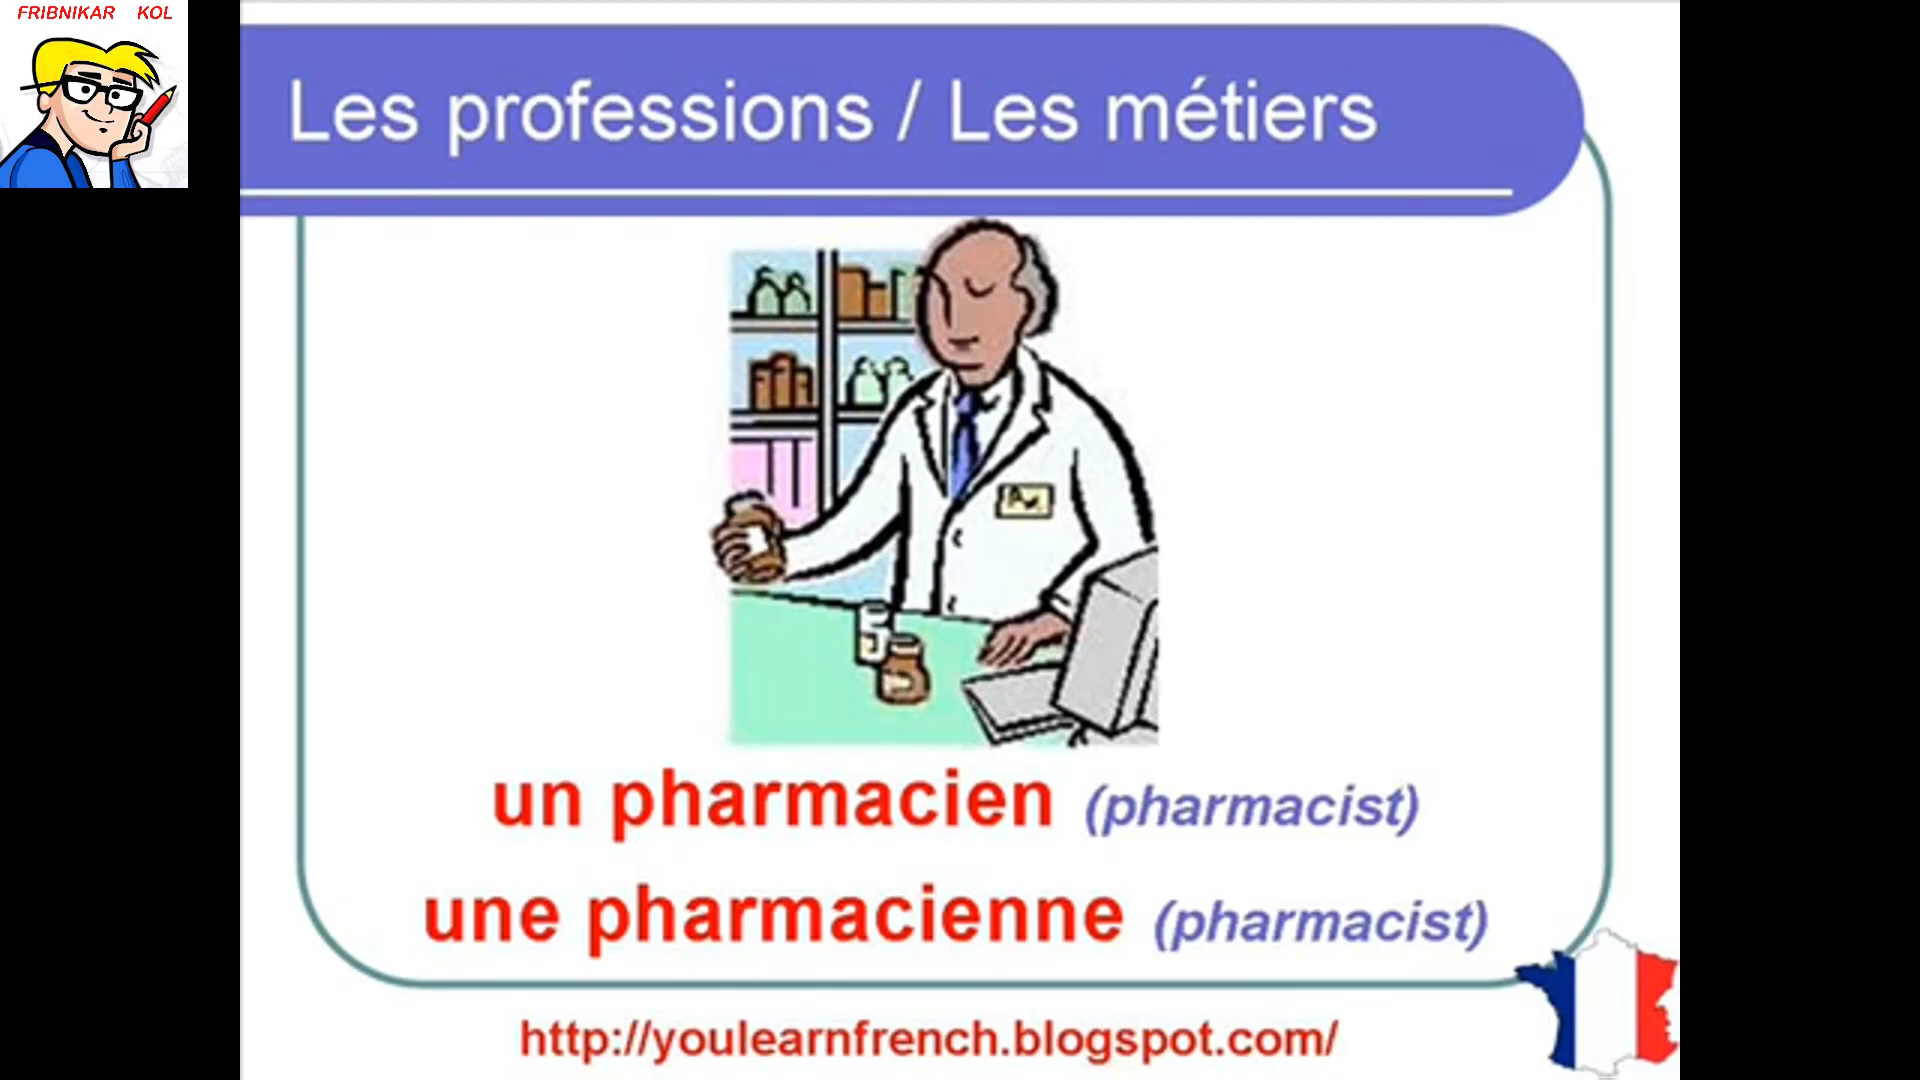 FRIBNIKAR KOL
Les professions / Les métiers
un pharmacien (pharmacist)
une pharmacienne (pharmacist)
http://youlearnfrench.blogspot.com/